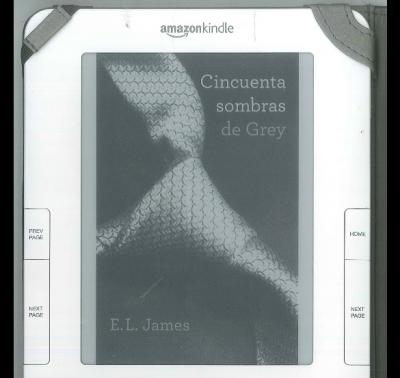 amazonkindle
Cincuenta
sombras
de Grey
PREV
PAGE
HOME
NEXT
PAGE
NEXT
PAGE
E.L. James